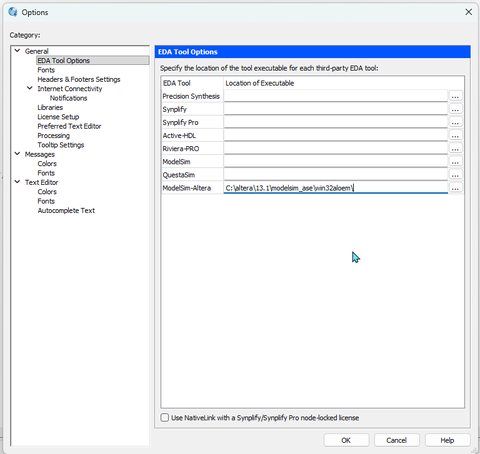 Options
Category:
General
EDA Tool Options
Fonts
Headers & Footers Settings
Internet Connectivity
Notifications
Libraries
License Setup
Preferred Text Editor
Processing
Tooltip Settings
Messages
Colors
Fonts
Text Editor
Colors
Fonts
Autocomplete Text
EDA Tool Options
Specify the location of the tool executable for each third-party EDA tool:
EDA Tool Location of Executable
Precision Synthesis ...
Synplify ...
Synplify Pro ...
Active-HDL ...
Riviera-PRO ...
ModelSim ...
QuestaSim ...
ModelSim-Altera C:\altera\13.1\modelsim_ase\win32aloem\ ...
Use NativeLink with a Synplify/Synplify Pro node-locked license
OK Cancel Help